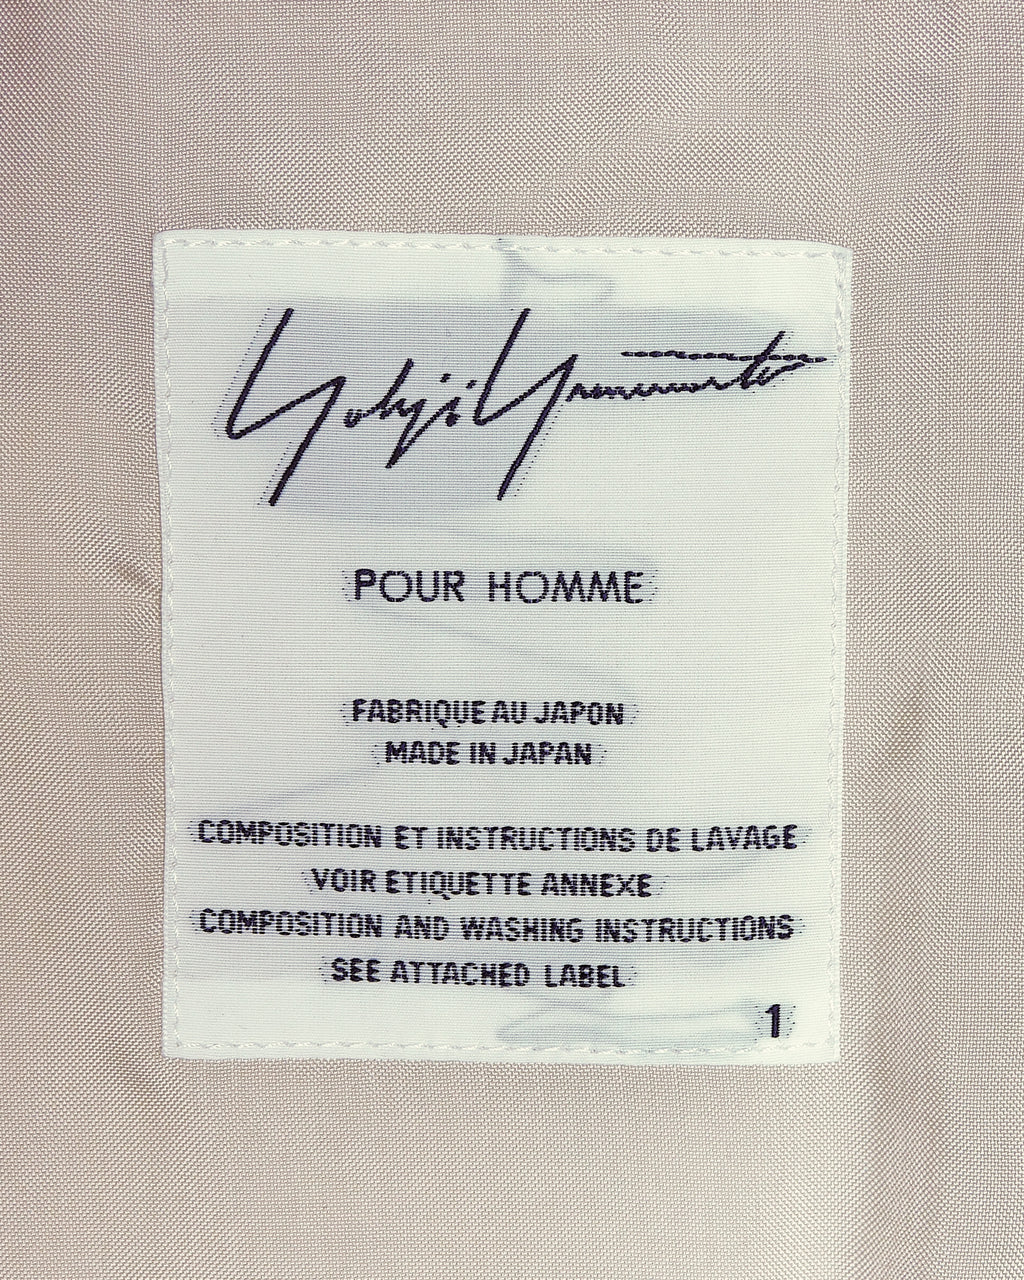 Yohji Yamamoto
POUR HOMME
FABRIQUE AU JAPON
MADE IN JAPAN
COMPOSITION ET INSTRUCTIONS DE LAVAGE
VOIR ETIQUETTE ANNEXE
COMPOSITION AND WASHING INSTRUCTIONS
SEE ATTACHED LABEL
1